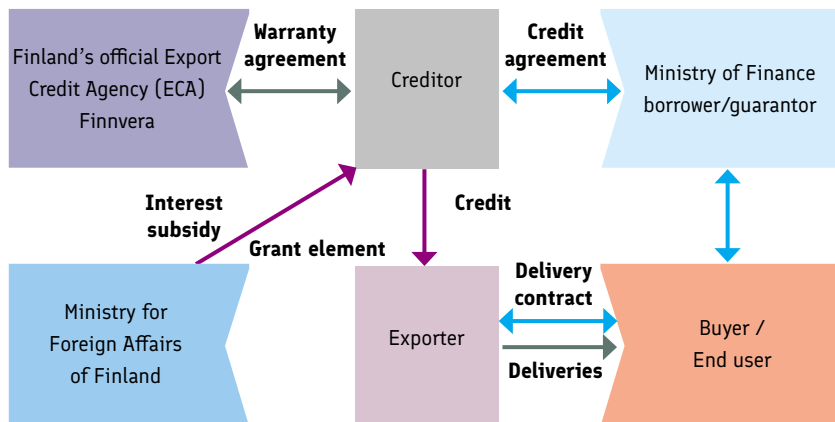 Finland's official Export
Credit Agency (ECA)
Finnvera
Warranty
agreement
Creditor
Credit
agreement
Ministry of Finance
borrower/guarantor
Interest
subsidy
Grant element
Credit
Ministry for
Foreign Affairs
of Finland
Exporter
Delivery
contract
Deliveries
Buyer /
End user